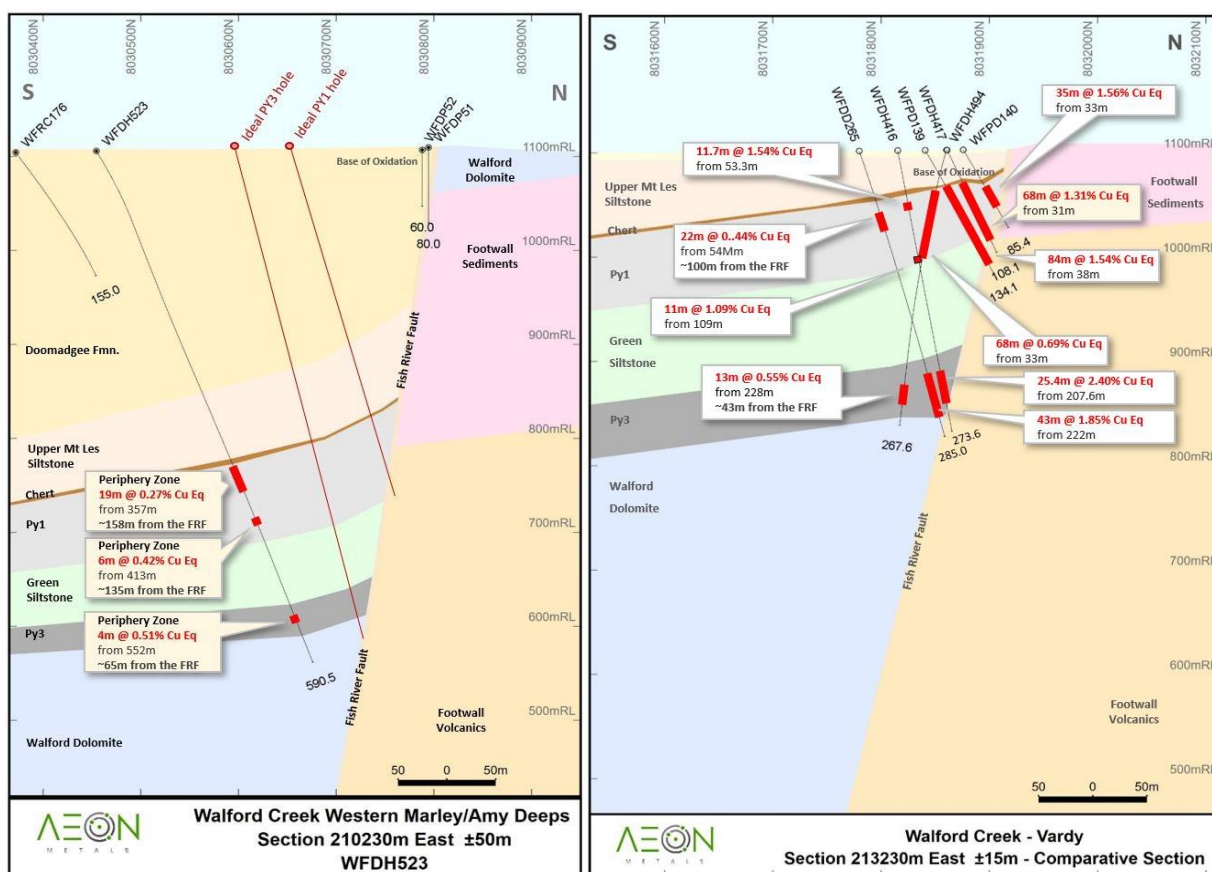 8030400N
8030500N
8030600N
8030700N
8030800N
8030900N
S
N
WFRC176
WFDH523
Ideal PY3 hole
Ideal PY1 hole
WFDP52
WFDP51
Base of Oxidation
1100mRL
Walford
Dolomite
60.0
80.0
1000mRL
Footwall
Sediments
155.0
Doomadgee Fmn.
900mRL
Fish River Fault
800mRL
Upper Mt Les
Siltstone
Chert
Py1
Periphery Zone
19m @ 0.27% Cu Eq
from 357m
~158m from the FRF
700mRL
Periphery Zone
6m @ 0.42% Cu Eq
from 413m
~135m from the FRF
Green
Siltstone
600mRL
Py3
Periphery Zone
4m @ 0.51% Cu Eq
from 552m
~65m from the FRF
590.5
Fish River Fault
500mRL
Footwall
Volcanics
Walford Dolomite
50 0 50m
AEON
METALS
Walford Creek Western Marley/Amy Deeps
Section 210230m East ±50m
WFDH523
S
8031600N
8031700N
8031800N
8031900N
8032000N
8032100N
N
WFDD265
WFDH416
WFPD139
WFDH417
WFDH494
WFPD140
35m @ 1.56% Cu Eq
from 33m
11.7m @ 1.54% Cu Eq
from 53.3m
1100mRL
Base of Oxidation
Upper Mt Les
Siltstone
Footwall
Sediments
68m @ 1.31% Cu Eq
from 31m
Chert
22m @ 0..44% Cu Eq
from 54Mm
~100m from the FRF
85.4
1000mRL
84m @ 1.54% Cu Eq
from 38m
108.1
134.1
Py1
11m @ 1.09% Cu Eq
from 109m
Green
Siltstone
68m @ 0.69% Cu Eq
from 33m
900mRL
13m @ 0.55% Cu Eq
from 228m
~43m from the FRF
25.4m @ 2.40% Cu Eq
from 207.6m
Py3
43m @ 1.85% Cu Eq
from 222m
267.6
273.6
285.0
800mRL
Walford
Dolomite
Fish River Fault
700mRL
600mRL
Footwall
Volcanics
500mRL
50 0 50m
AEON
METALS
Walford Creek - Vardy
Section 213230m East ±15m - Comparative Section